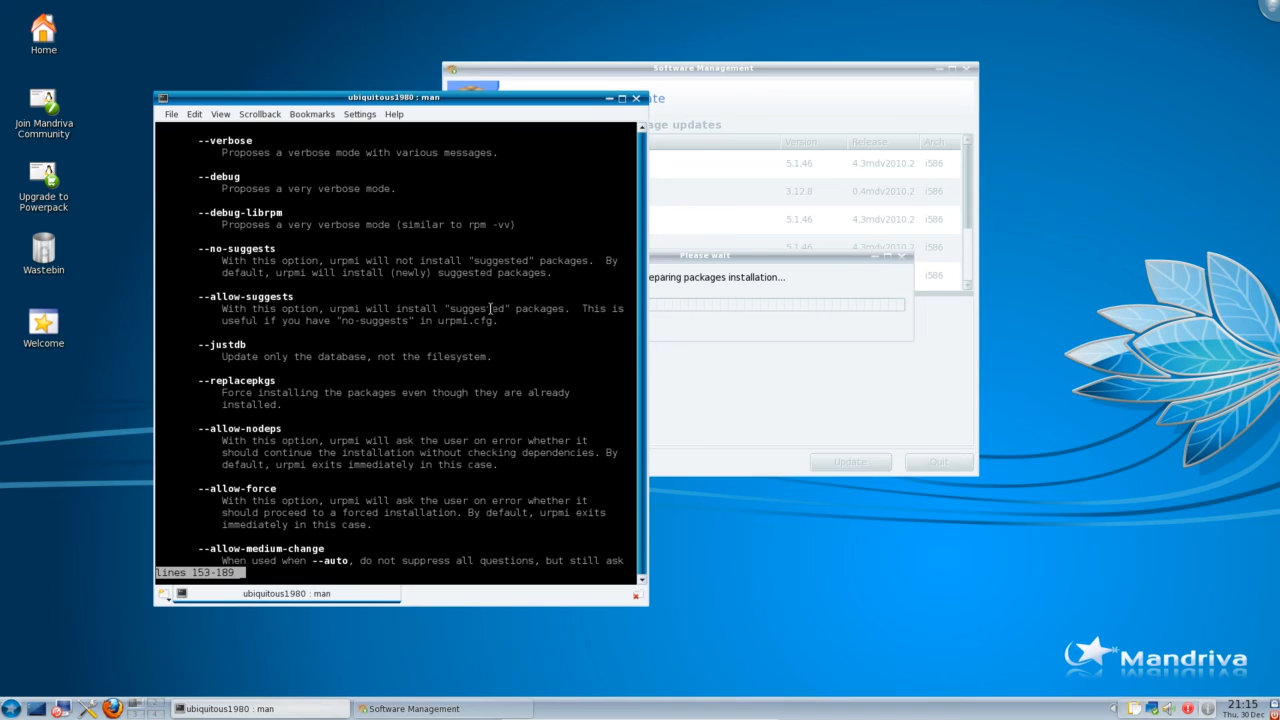 Home
Join Mandriva
Community
Upgrade to
Powerpack
Wastebin
Welcome
Software Management
ate
age updates
Version Release Arch
5.1.46 4.3mdv2010.2 i586
3.12.8 0.4mdv2010.2 i586
5.1.46 4.3mdv2010.2 i586
5.1.46 4.3mdv2010.2
i586
Please wait
eparing packages installation...
Update Quit
ubiquitous1980 : man
File Edit View Scrollback Bookmarks Settings Help
--verbose
Proposes a verbose mode with various messages.
--debug
Proposes a very verbose mode.
--debug-librpm
Proposes a very verbose mode (similar to rpm -vv)
--no-suggests
With this option, urpmi will not install "suggested" packages.  By
default, urpmi will install (newly) suggested packages.
--allow-suggests
With this option, urpmi will install "suggested" packages.  This is
useful if you have "no-suggests" in urpmi.cfg.
--justdb
Update only the database, not the filesystem.
--replacepkgs
Force installing the packages even though they are already
installed.
--allow-nodeps
With this option, urpmi will ask the user on error whether it
should continue the installation without checking dependencies. By
default, urpmi exits immediately in this case.
--allow-force
With this option, urpmi will ask the user on error whether it
should proceed to a forced installation. By default, urpmi exits
immediately in this case.
--allow-medium-change
When used when --auto, do not suppress all questions, but still ask
lines 153-189
ubiquitous1980 : man
Mandriva
ubiquitous1980 : man
Software Management
21:15
Thu, 30 Dec